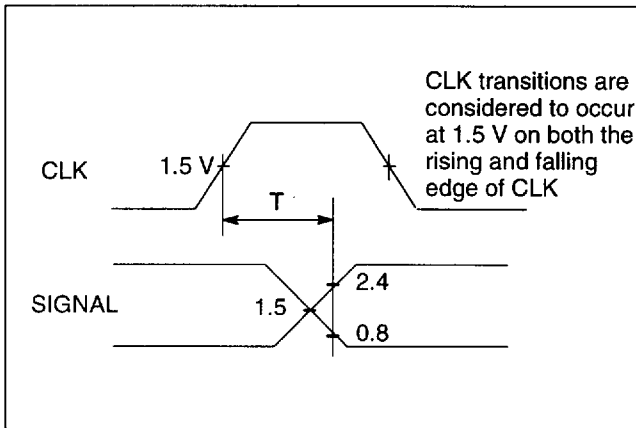 CLK transitions are
considered to occur
at 1.5 V on both the
rising and falling
edge of CLK
CLK
1.5 V
T
SIGNAL
1.5
2.4
0.8